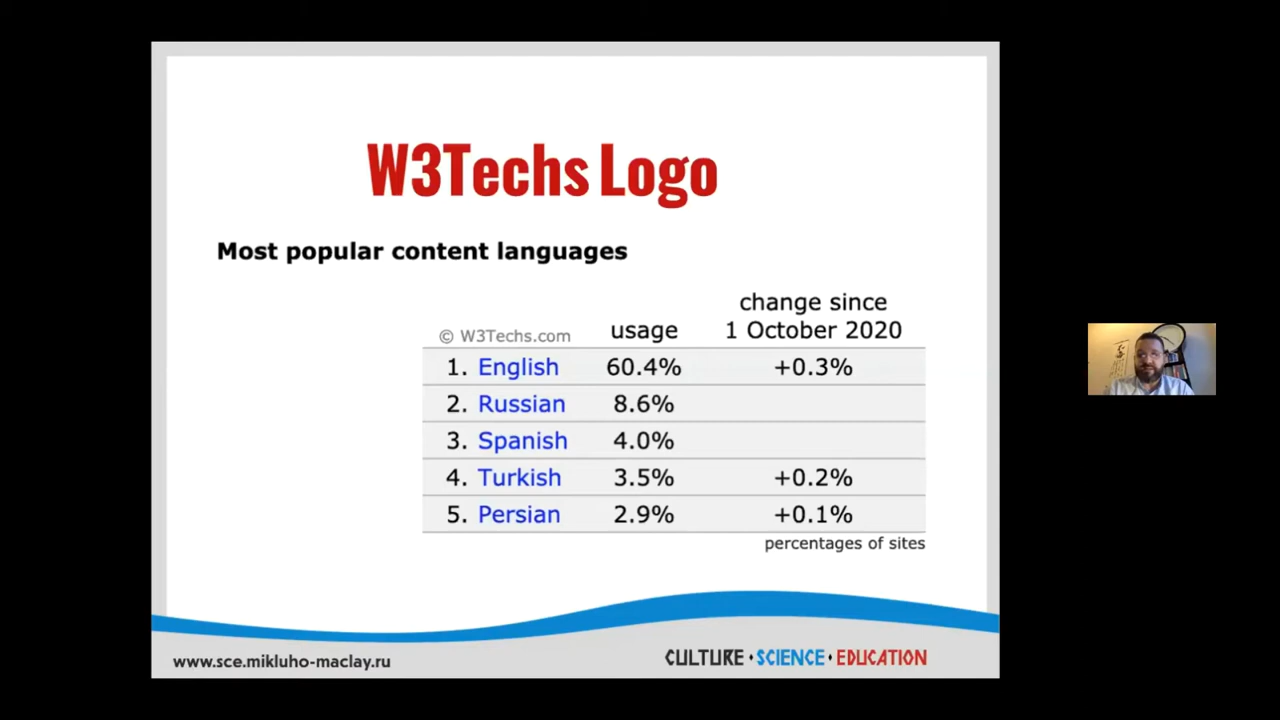 W3Techs Logo
Most popular content languages
change since
© W3Techs.com usage 1 October 2020
1. English 60.4% +0.3%
2. Russian 8.6%
3. Spanish 4.0%
4. Turkish 3.5% +0.2%
5. Persian 2.9% +0.1%
percentages of sites
www.sce.mikluho-maclay.ru CULTURE·SCIENCE·EDUCATION